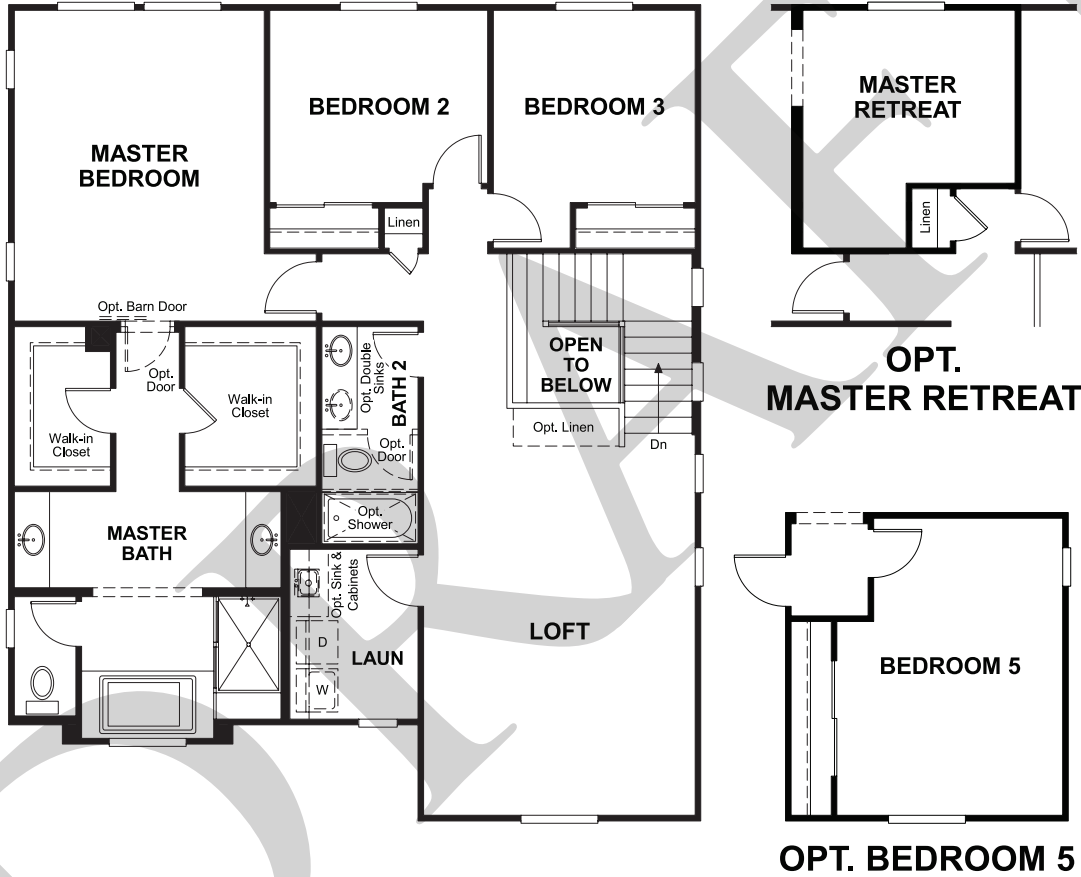 MASTER
BEDROOM
BEDROOM 2
BEDROOM 3
Linen
Opt. Barn Door
Opt.
Door
Walk-in
Closet
Walk-in
Closet
Opt. Double
Sinks
BATH 2
Opt.
Door
Opt.
Shower
OPEN
TO
BELOW
Opt. Linen
Dn
MASTER
BATH
Opt. Sink &
Cabinets
D
W
LAUN
LOFT
MASTER
RETREAT
Linen
OPT.
MASTER RETREAT
BEDROOM 5
OPT. BEDROOM 5